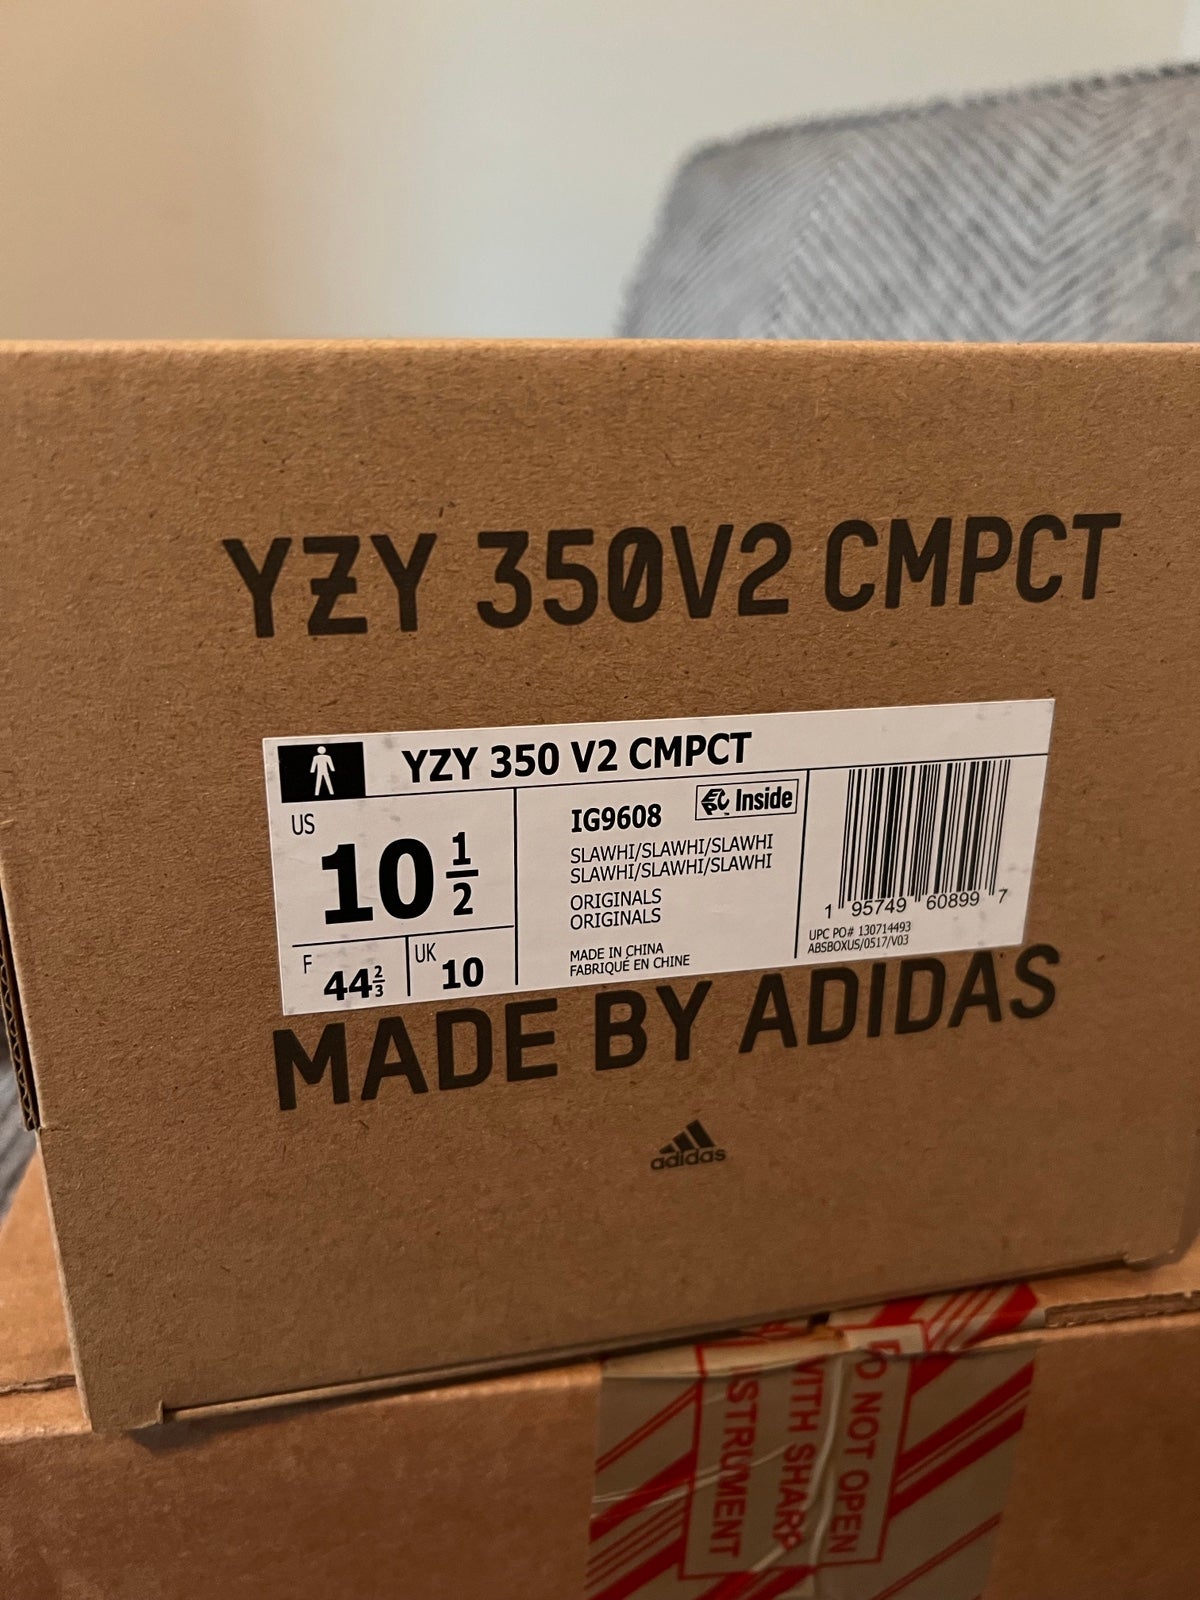 YZY 350V2 CMPCT
YZY 350 V2 CMPCT
US
10 1/2
F
44 2/3
UK
10
IG9608
Inside
SLAWHI/SLAWHI/SLAWHI
SLAWHI/SLAWHI/SLAWHI
ORIGINALS
ORIGINALS
MADE IN CHINA
FABRIQUÉ EN CHINE
1 95749 60899 7
UPC PO# 130714493
ABSBOXUS/0517/V03
MADE BY ADIDAS
adidas
DO NOT OPEN
WITH SHARP
INSTRUMENT